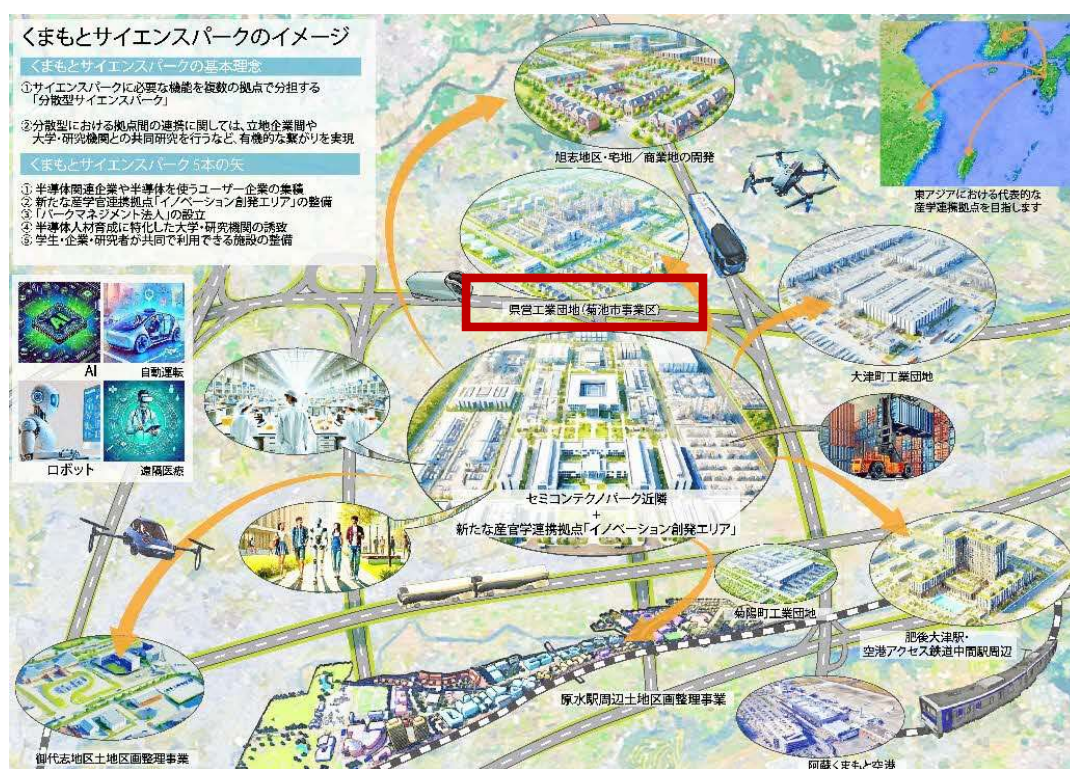 くまもとサイエンスパークのイメージ
くまもとサイエンスパークの基本理念
①サイエンスパークに必要な機能を複数の拠点で分担する
「分散型サイエンスパーク」
②分散型における拠点間の連携に関しては、立地企業間や
大学・研究機関との共同研究を行うなど、有機的な繋がりを実現
くまもとサイエンスパーク5本の矢
① 半導体関連企業や半導体を使うユーザー企業の集積
② 新たな産学官連携拠点「イノベーション創発エリア」の整備
③ 「パークマネジメント法人」の設立
④ 半導体人材育成に特化した大学・研究機関の誘致
⑤ 学生・企業・研究者が共同で利用できる施設の整備
旭志地区・宅地/商業地の開発
東アジアにおける代表的な
産学連携拠点を目指します
県営工業団地(菊池市事業区)
大津町工業団地
AI
自動運転
ロボット
遠隔医療
セミコンテクノパーク近隣
+
新たな産官学連携拠点「イノベーション創発エリア」
菊陽町工業団地
肥後大津駅・
空港アクセス鉄道中間駅周辺
原水駅周辺土地区画整理事業
御代志地区土地区画整理事業
阿蘇くまもと空港